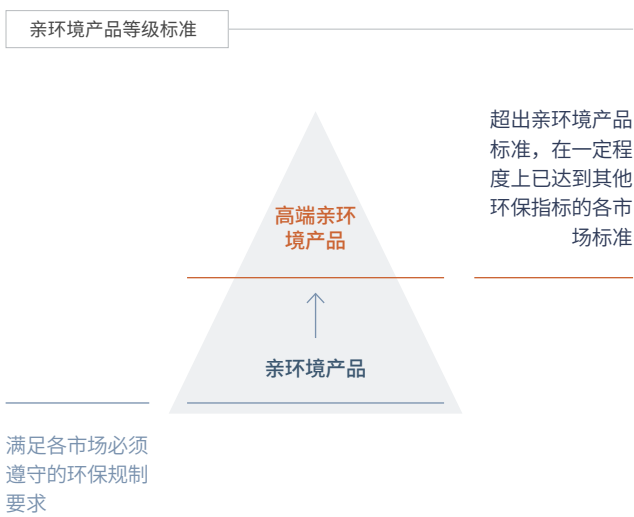 亲环境产品等级标准
超出亲环境产品
标准，在一定程
度上已达到其他
环保指标的各市
场标准
高端亲环
境产品
亲环境产品
满足各市场必须
遵守的环保规制
要求